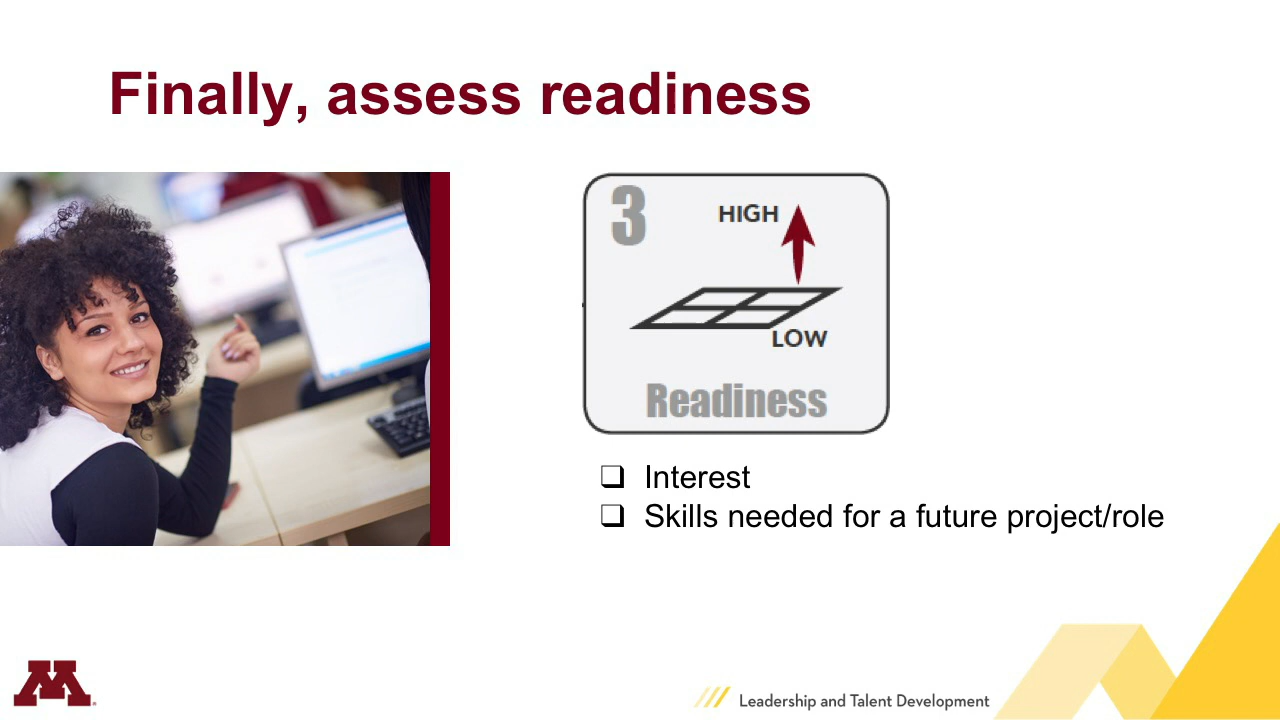 Finally, assess readiness
3
HIGH
LOW
Readiness
❑ Interest
❑ Skills needed for a future project/role
M
Leadership and Talent Development